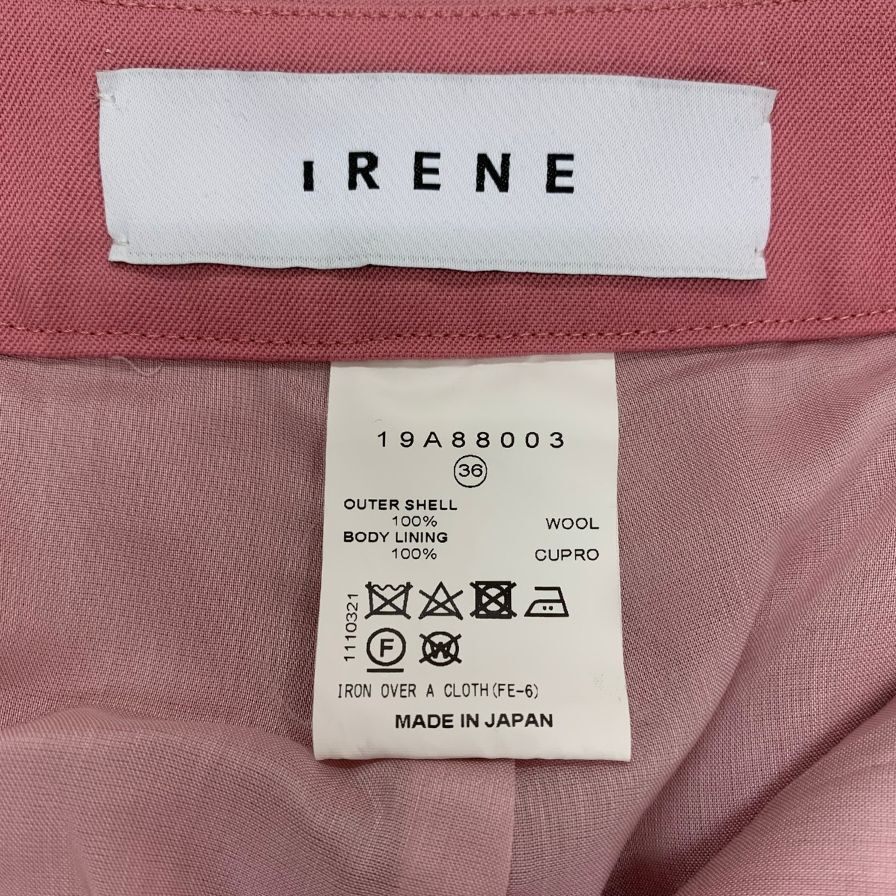 IRENE
19A88003
36
OUTER SHELL
100% WOOL
BODY LINING
100% CUPRO
1110321
F W
IRON OVER A CLOTH(FE-6)
MADE IN JAPAN